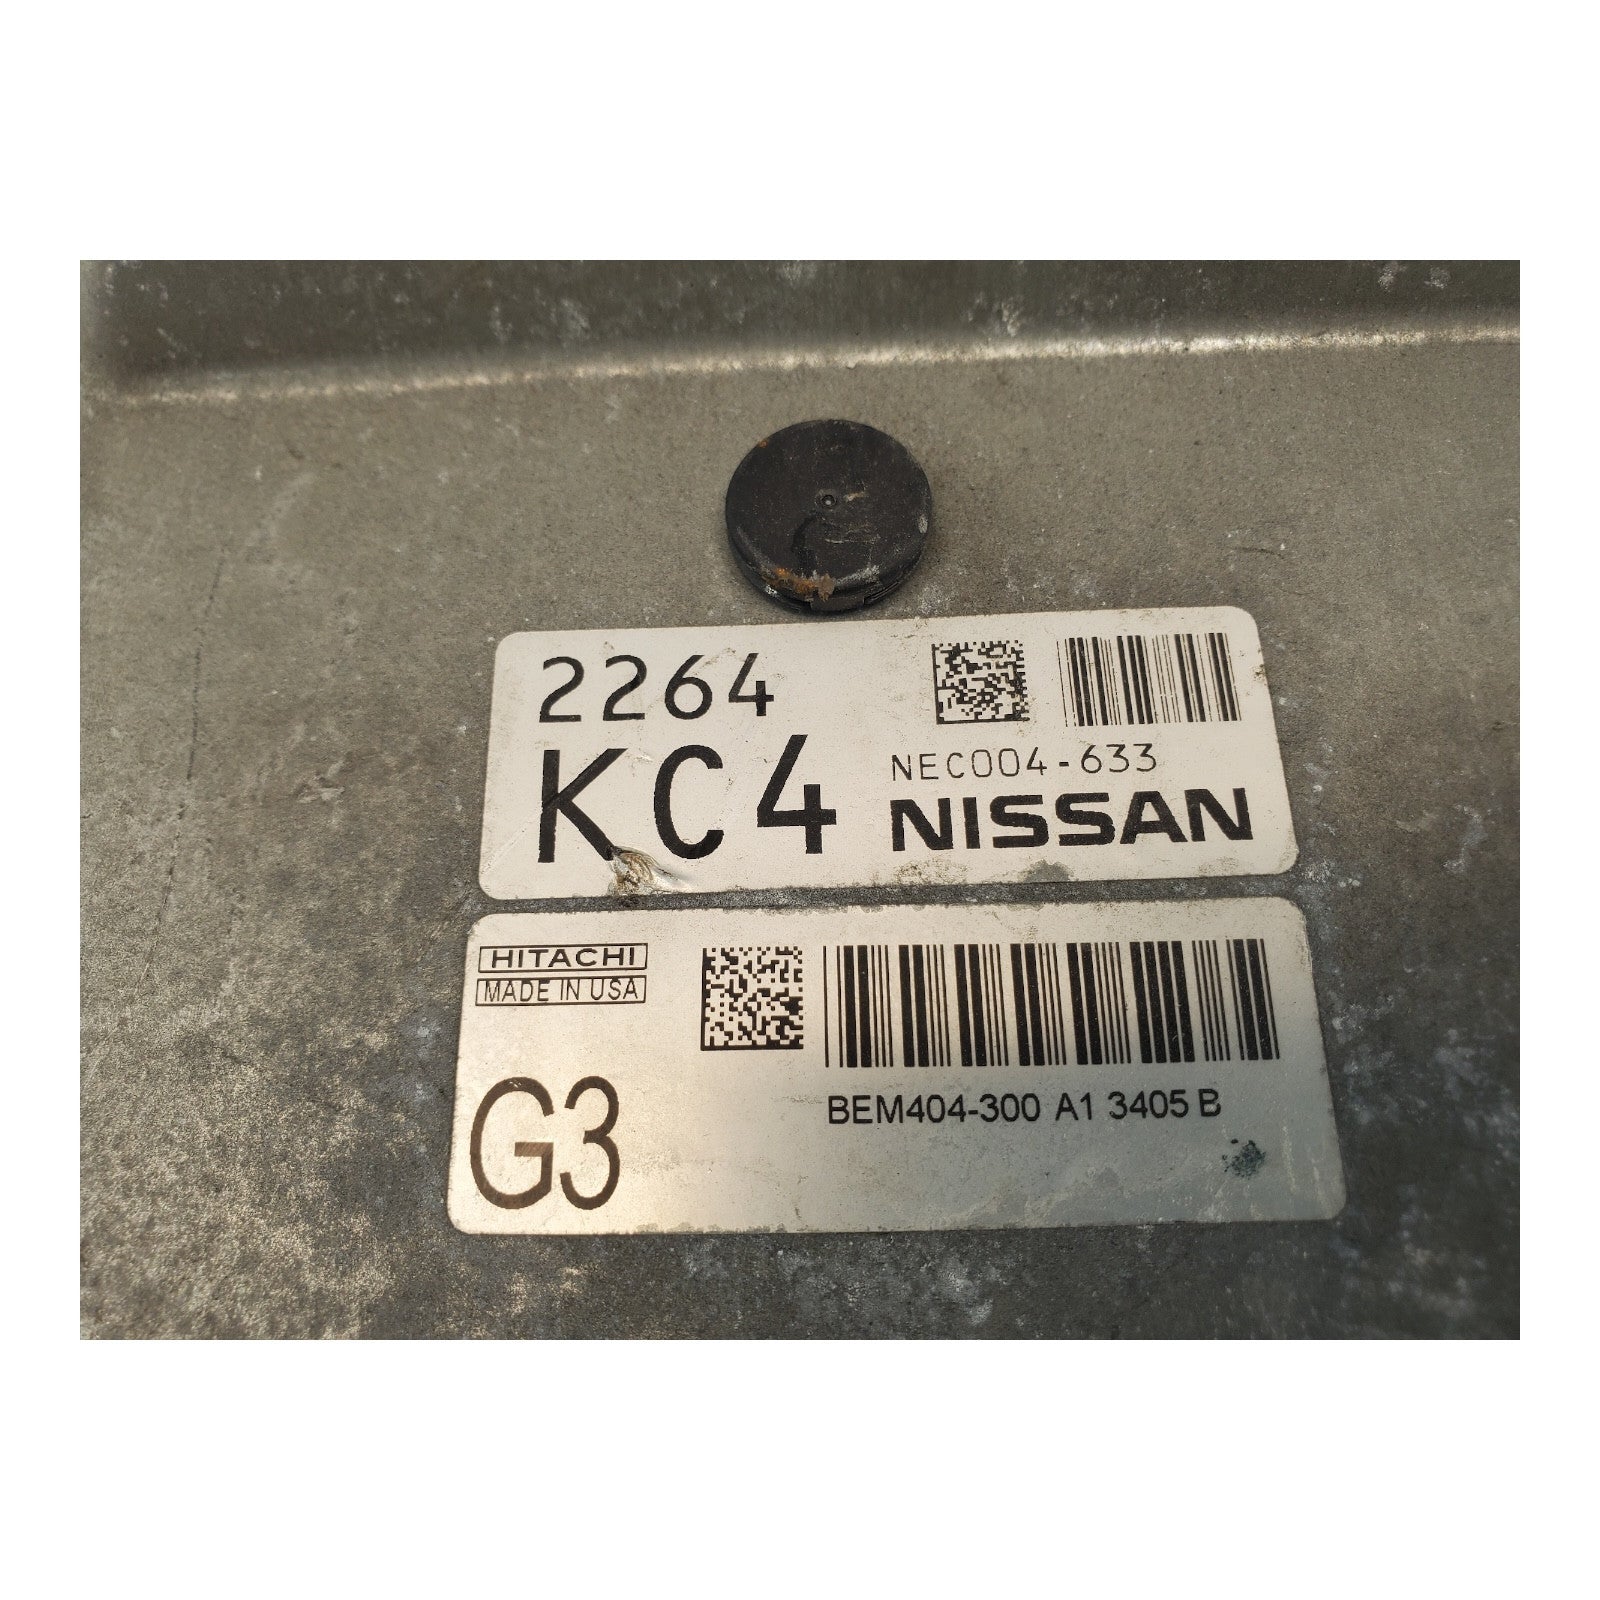 2264
KC4
NEC004-633
NISSAN
HITACHI
MADE IN USA
G3
BEM404-300 A1 3405 B